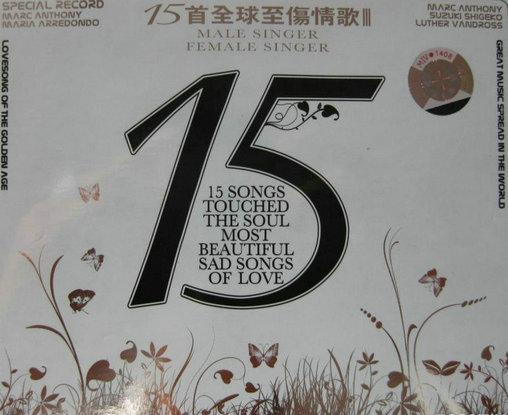 SPECIAL RECORD
MARC ANTHONY
MARIA ARREDONDO
15首全球至傷情歌III
MALE SINGER
FEMALE SINGER
MARC ANTHONY
SUZUKI SHIGEKO
LUTHER VANDROSS
LOVESONG OF THE GOLDEN AGE
GREAT MUSIC SPREAD IN THE WORLD
15
15 SONGS
TOUCHED
THE SOUL
MOST
BEAUTIFUL
SAD SONGS
OF LOVE